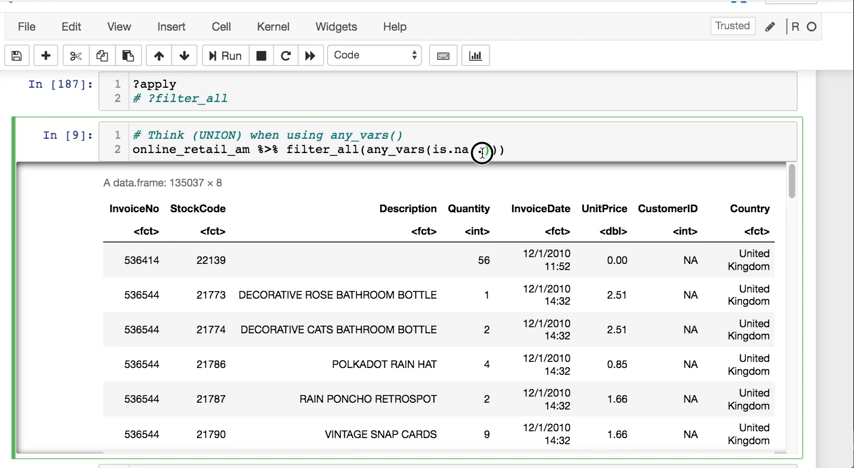 File Edit View Insert Cell Kernel Widgets Help Trusted R
Run Code
In [187]: 1 ?apply
2 # ?filter_all
In [9]: 1 # Think (UNION) when using any_vars()
2 online_retail_am %>% filter_all(any_vars(is.na(.)))
A data.frame: 135037 × 8
InvoiceNo StockCode Description Quantity InvoiceDate UnitPrice CustomerID Country
<fct> <fct> <fct> <int> <fct> <dbl> <int> <fct>
536414 22139 56 12/1/2010 11:52 0.00 NA United Kingdom
536544 21773 DECORATIVE ROSE BATHROOM BOTTLE 1 12/1/2010 14:32 2.51 NA United Kingdom
536544 21774 DECORATIVE CATS BATHROOM BOTTLE 2 12/1/2010 14:32 2.51 NA United Kingdom
536544 21786 POLKADOT RAIN HAT 4 12/1/2010 14:32 0.85 NA United Kingdom
536544 21787 RAIN PONCHO RETROSPOT 2 12/1/2010 14:32 1.66 NA United Kingdom
536544 21790 VINTAGE SNAP CARDS 9 12/1/2010 14:32 1.66 NA United Kingdom